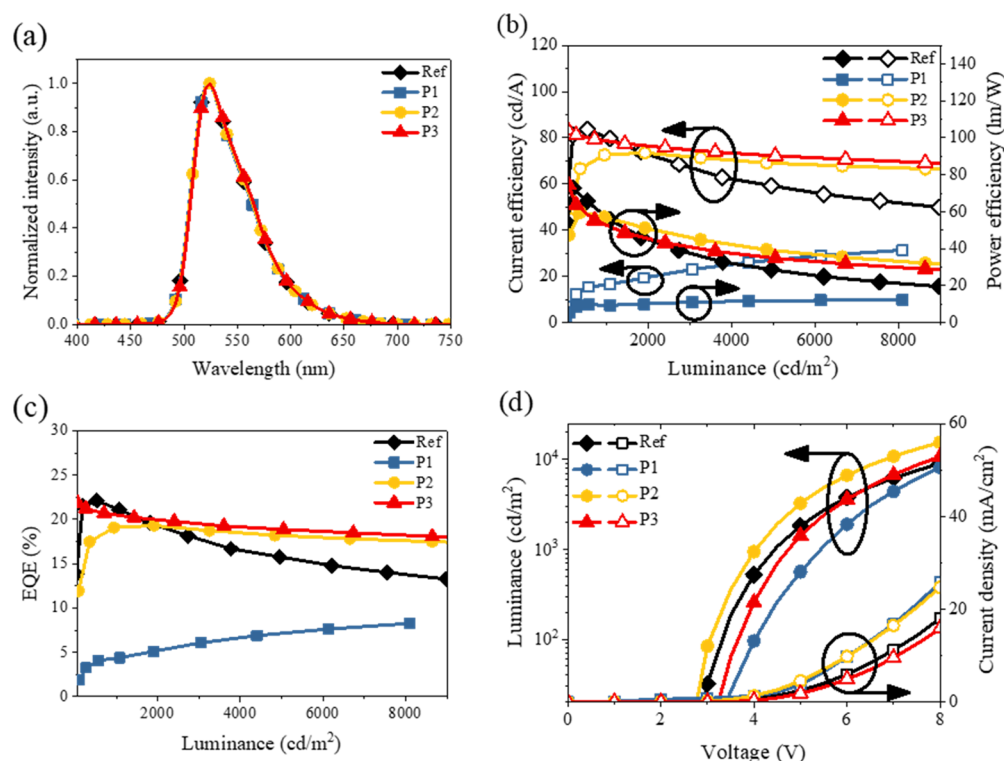 (a)
Normalized intensity (a.u.)
1.0
0.8
0.6
0.4
0.2
0.0
400 450 500 550 600 650 700 750
Wavelength (nm)
Ref
P1
P2
P3
(b)
Current efficiency (cd/A)
120
100
80
60
40
20
0
2000 4000 6000 8000
Luminance (cd/m²)
Ref
P1
P2
P3
140
120
100
80
60
40
20
0
Power efficiency (lm/W)
(c)
EQE (%)
30
25
20
15
10
5
0
2000 4000 6000 8000
Luminance (cd/m²)
Ref
P1
P2
P3
(d)
Luminance (cd/m²)
10⁴
10³
10²
0 2 4 6 8
Voltage (V)
Ref
P1
P2
P3
60
40
20
0
Current density (mA/cm²)